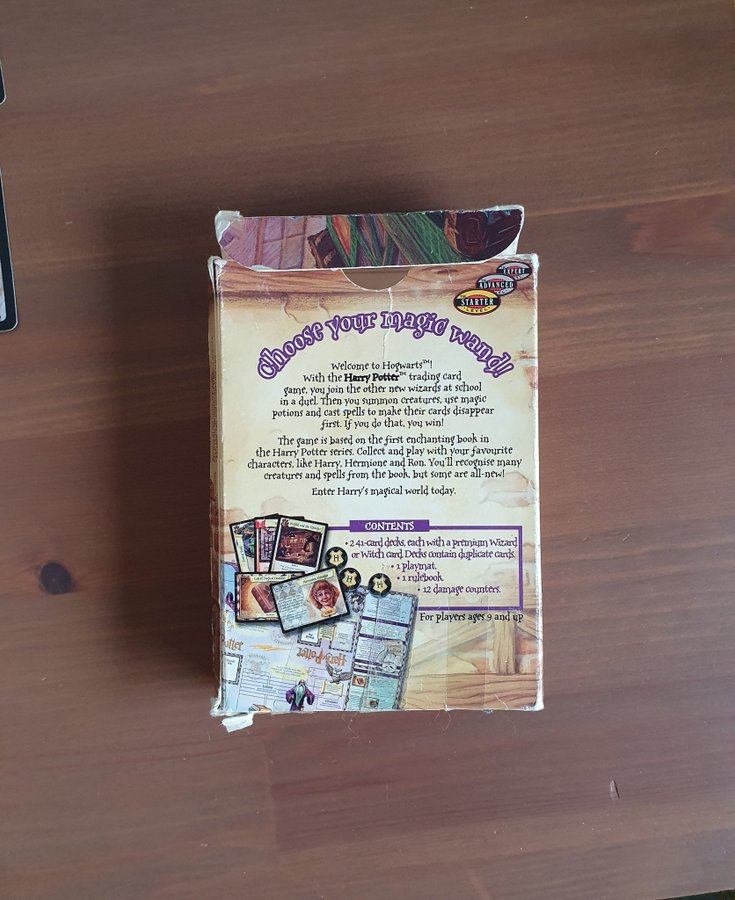 EXPERT
ADVANCED
STARTER
LEVEL
Choose your magic wand!
Welcome to Hogwarts™!
With the Harry Potter™ trading card
game, you join the other new wizards at school
in a duel. Then you summon creatures, use magic
potions and cast spells to make their cards disappear
first. If you do that, you win!
The game is based on the first enchanting book in
the Harry Potter series. Collect and play with your favourite
characters, like Harry, Hermione and Ron. You'll recognise many
creatures and spells from the book, but some are all-new!
Enter Harry's magical world today.
CONTENTS
• 2 41-card decks, each with a premium Wizard
or Witch card. Decks contain duplicate cards.
• 1 playmat.
• 1 rulebook.
• 12 damage counters.
For players ages 9 and up
H
H
H
Harry Potter